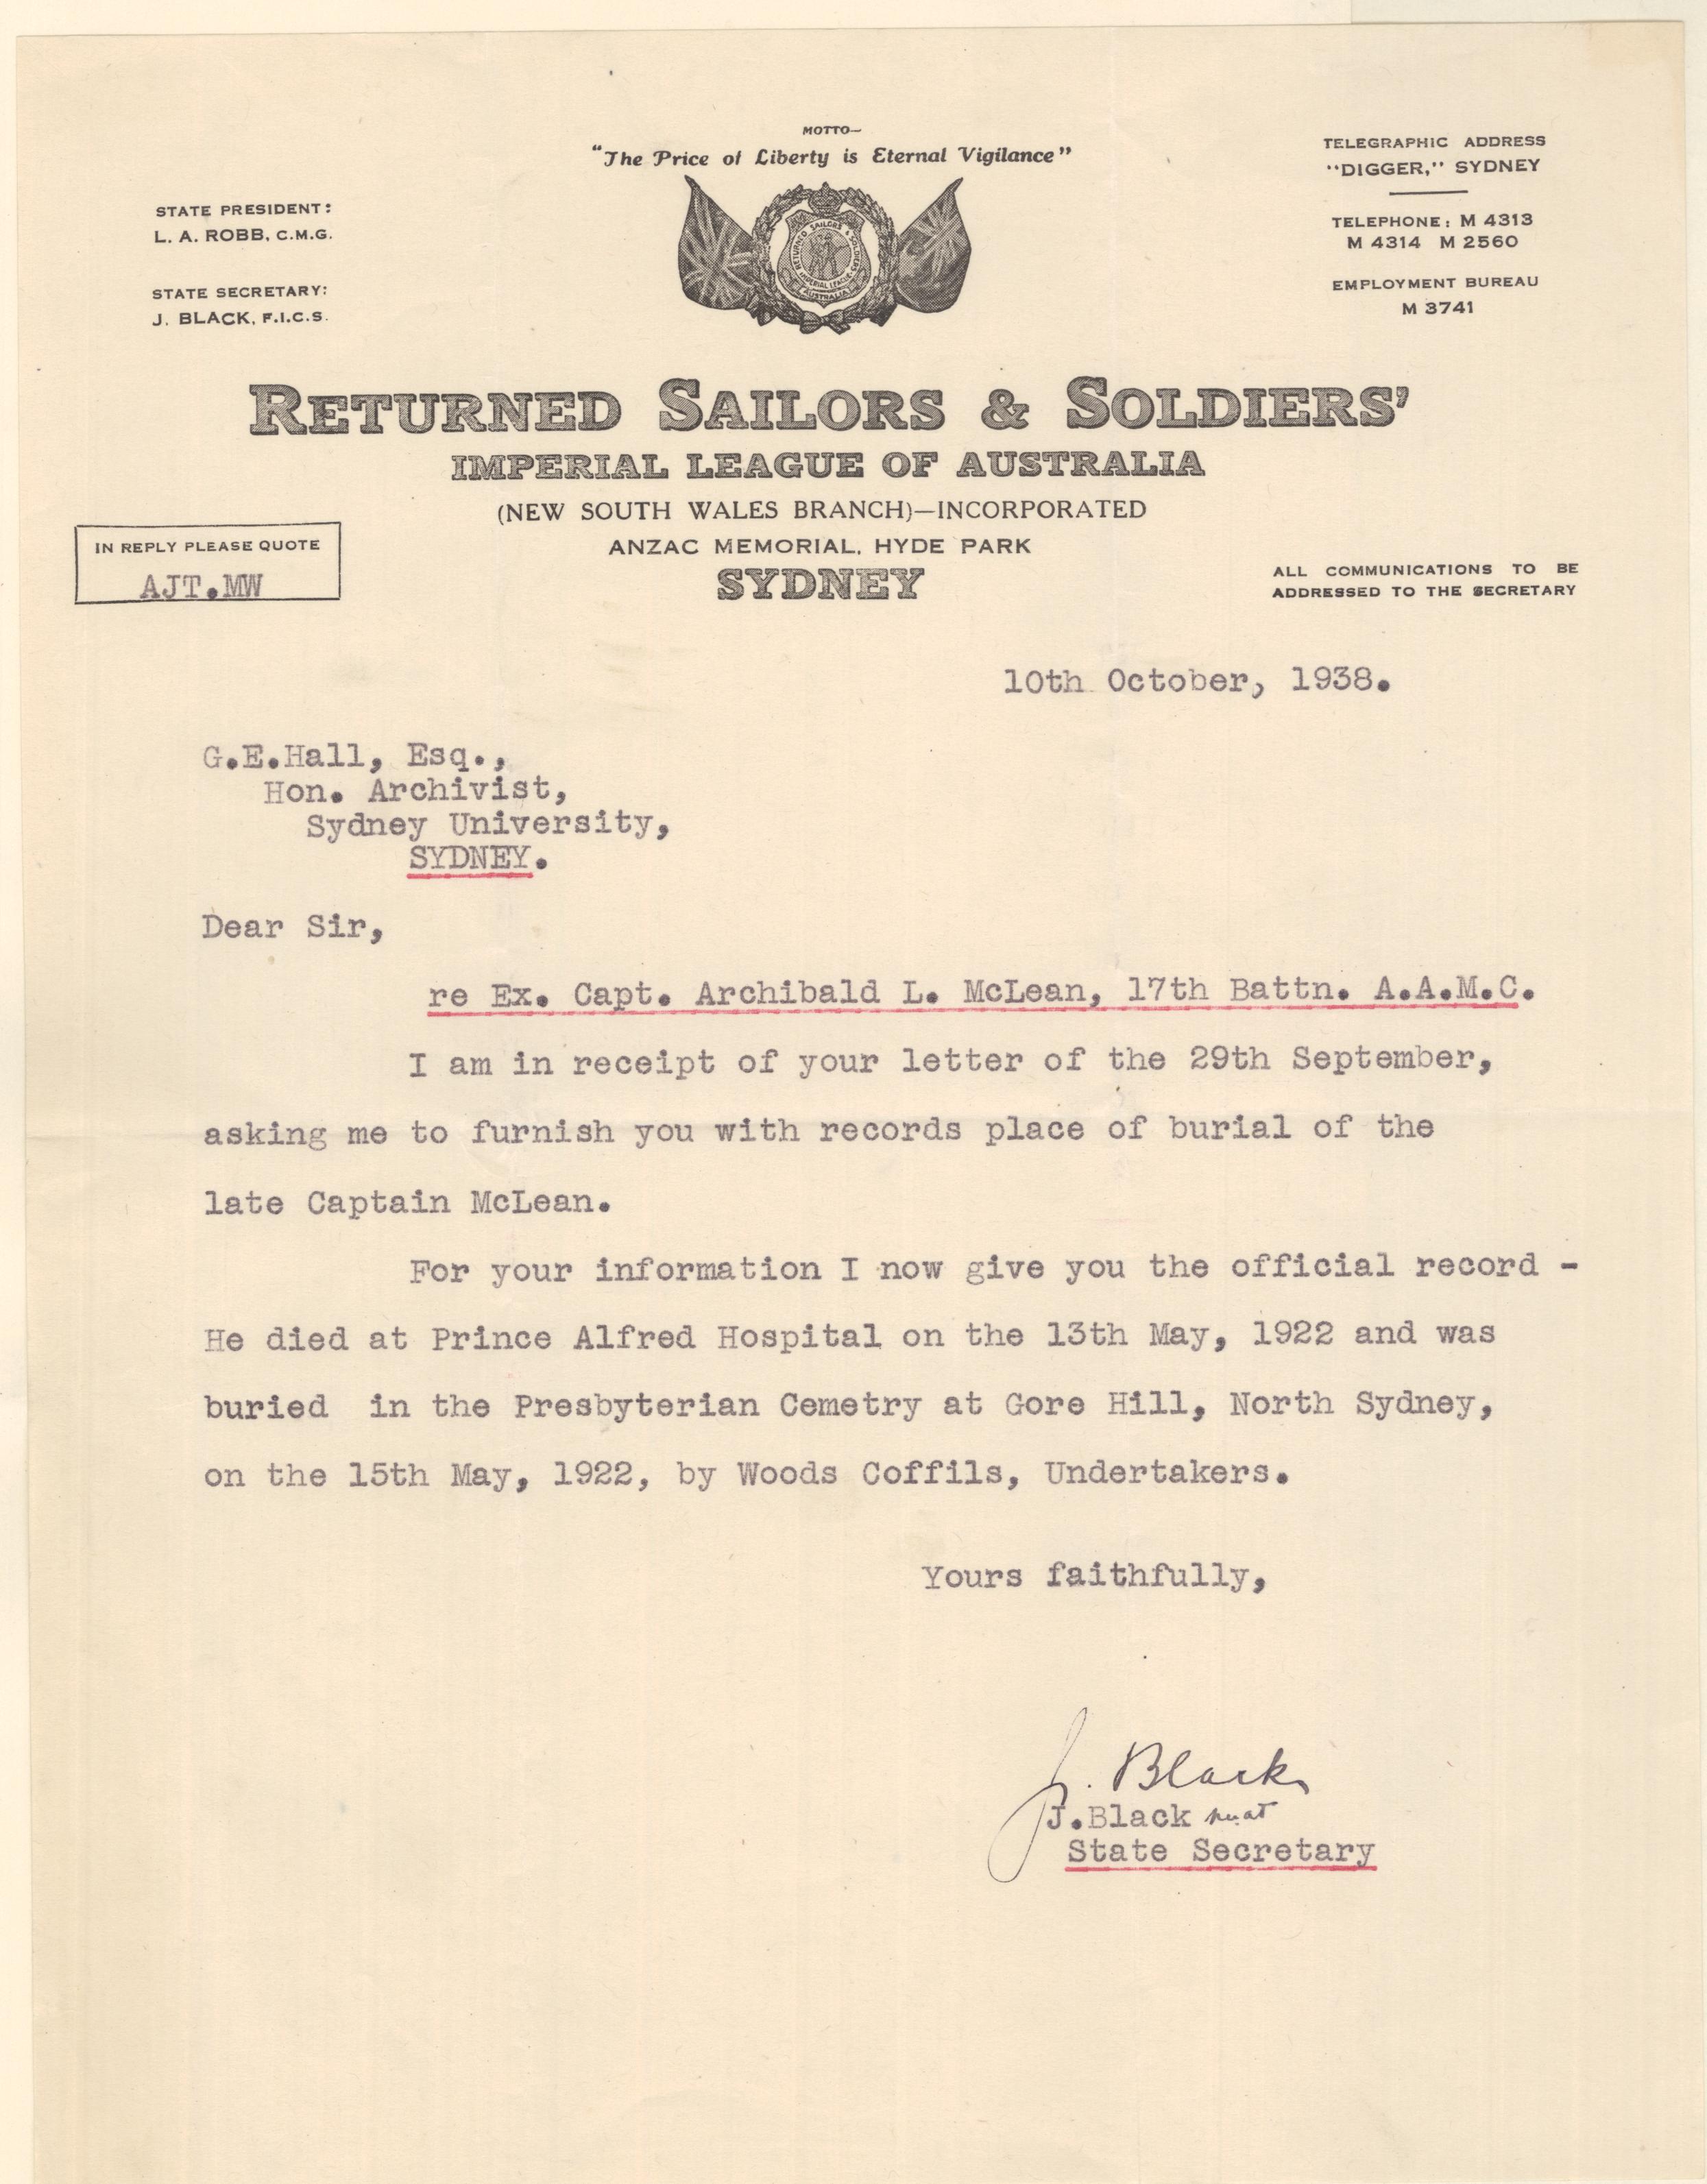 MOTTO—
"The Price of Liberty is Eternal Vigilance"
TELEGRAPHIC ADDRESS
"DIGGER," SYDNEY
TELEPHONE: M 4313
M 4314 M 2560
EMPLOYMENT BUREAU
M 3741
STATE PRESIDENT:
L. A. ROBB, C.M.G.
STATE SECRETARY:
J. BLACK, F.I.C.S.
RETURNED SAILORS & SOLDIERS IMPERIAL LEAGUE
AUSTRALIA
RETURNED SAILORS & SOLDIERS'
IMPERIAL LEAGUE OF AUSTRALIA
(NEW SOUTH WALES BRANCH)—INCORPORATED
ANZAC MEMORIAL, HYDE PARK
SYDNEY
IN REPLY PLEASE QUOTE
AJT.MW
ALL COMMUNICATIONS TO BE
ADDRESSED TO THE SECRETARY
10th October, 1938.
G.E.Hall, Esq.,
Hon. Archivist,
Sydney University,
SYDNEY.
Dear Sir,
re Ex. Capt. Archibald L. McLean, 17th Battn. A.A.M.C.
I am in receipt of your letter of the 29th September,
asking me to furnish you with records place of burial of the
late Captain McLean.
For your information I now give you the official record -
He died at Prince Alfred Hospital on the 13th May, 1922 and was
buried in the Presbyterian Cemetry at Gore Hill, North Sydney,
on the 15th May, 1922, by Woods Coffils, Undertakers.
Yours faithfully,
J. Black
J.Black
State Secretary